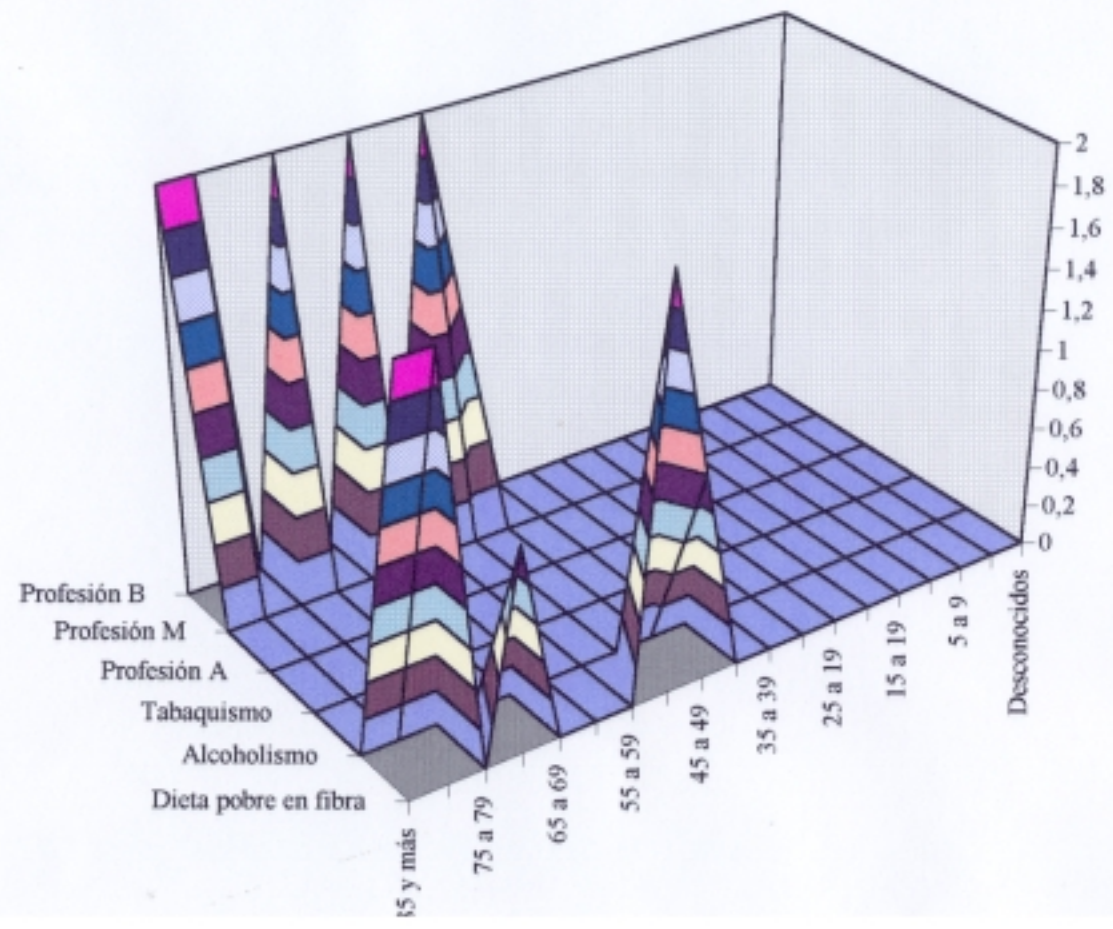 2
1,8
1,6
1,4
1,2
1
0,8
0,6
0,4
0,2
0
Profesión B
Profesión M
Profesión A
Tabaquismo
Alcoholismo
Dieta pobre en fibra
35 y más
75 a 79
65 a 69
55 a 59
45 a 49
35 a 39
25 a 19
15 a 19
5 a 9
Desconocidos